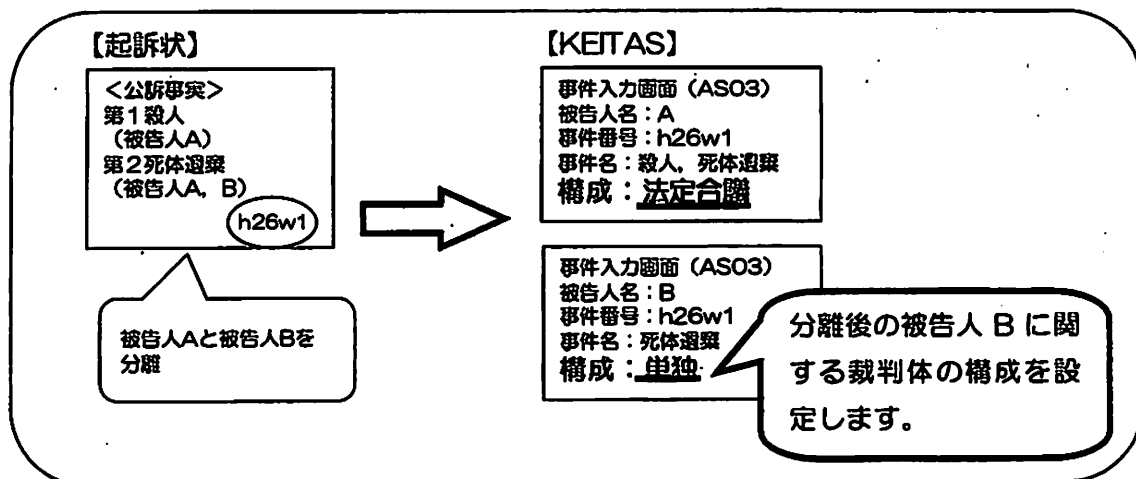 【起訴状】
<公訴事実>
第1殺人
(被告人A)
第2死体遺棄
(被告人A, B)
h26w1
被告人Aと被告人Bを
分離
【KEITAS】
事件入力画面(AS03)
被告人名:A
事件番号:h26w1
事件名:殺人,死体遺棄
構成:法定合議
事件入力画面(AS03)
被告人名:B
事件番号:h26w1
事件名:死体遺棄
構成:単独
分離後の被告人Bに関
する裁判体の構成を設
定します。